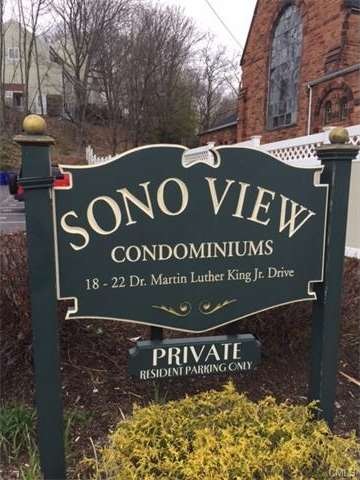 SONO VIEW
CONDOMINIUMS
18 - 22 Dr. Martin Luther King Jr. Drive
PRIVATE
RESIDENT PARKING ONLY